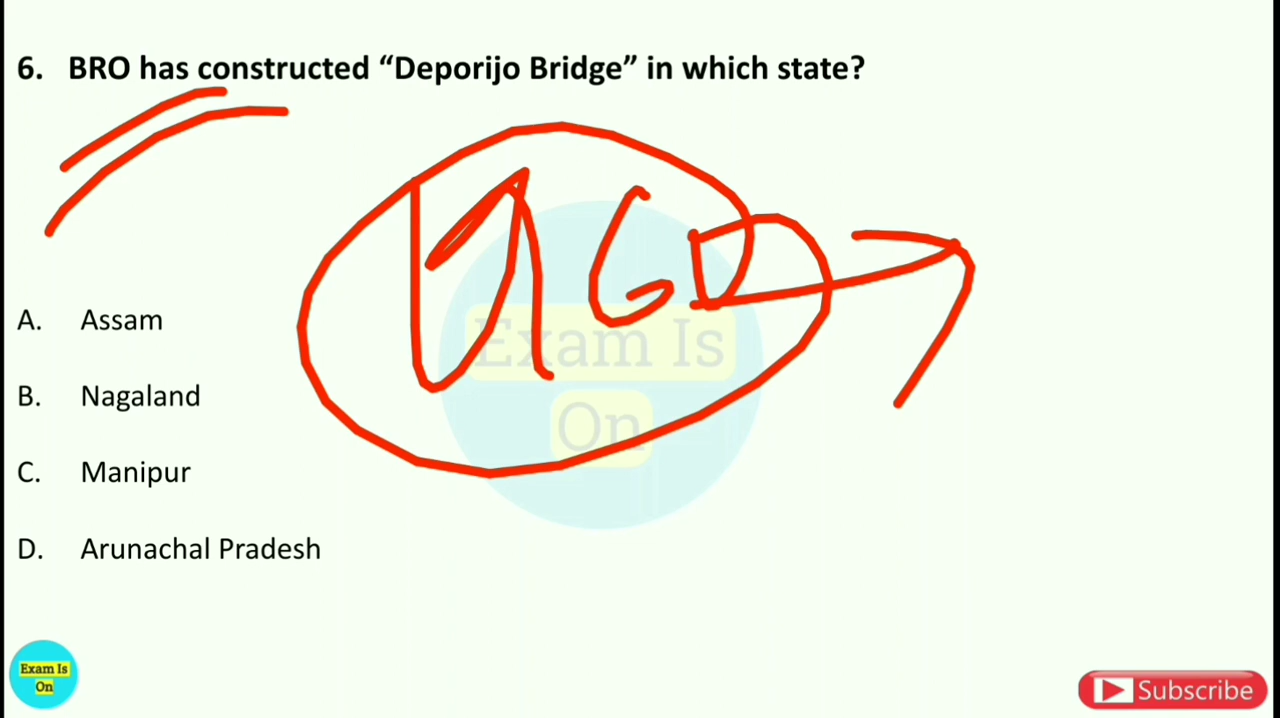 6. BRO has constructed “Deporijo Bridge” in which state?
Exam Is
On
A. Assam
B. Nagaland
C. Manipur
D. Arunachal Pradesh
Exam Is
On
Subscribe